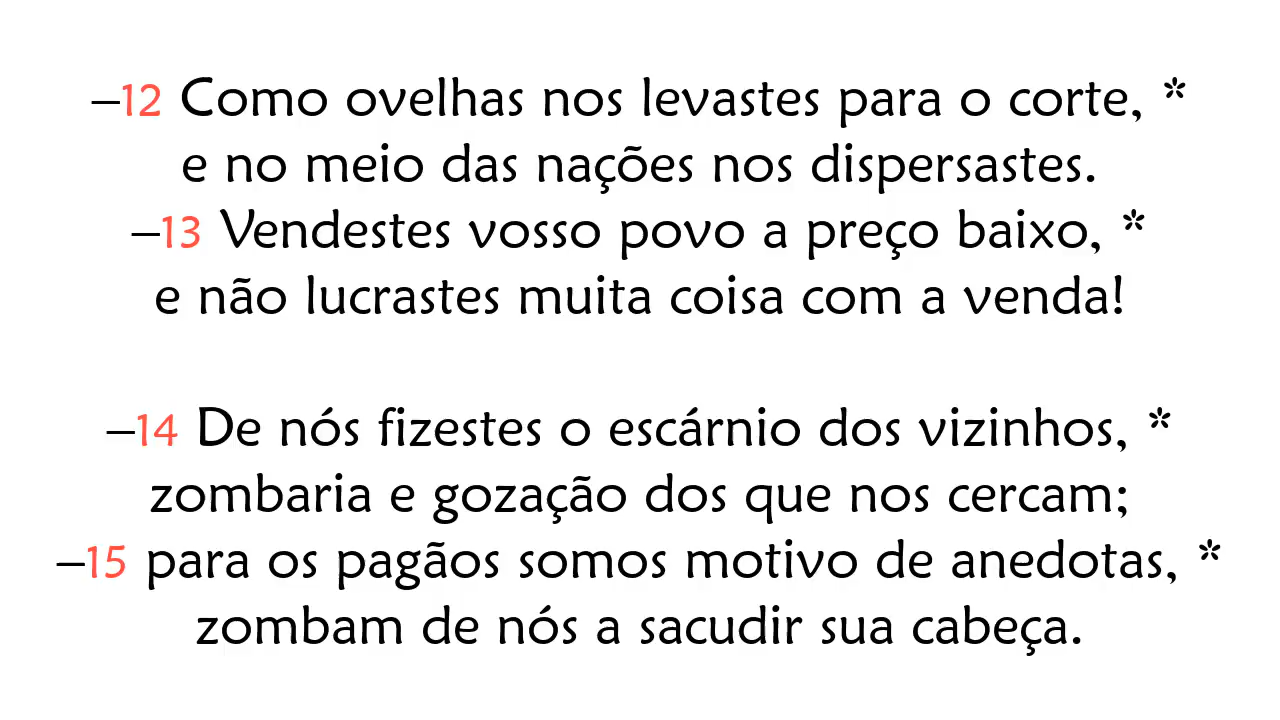 –12 Como ovelhas nos levastes para o corte, *
e no meio das nações nos dispersastes.
–13 Vendestes vosso povo a preço baixo, *
e não lucrastes muita coisa com a venda!
–14 De nós fizestes o escárnio dos vizinhos, *
zombaria e gozação dos que nos cercam;
–15 para os pagãos somos motivo de anedotas, *
zombam de nós a sacudir sua cabeça.